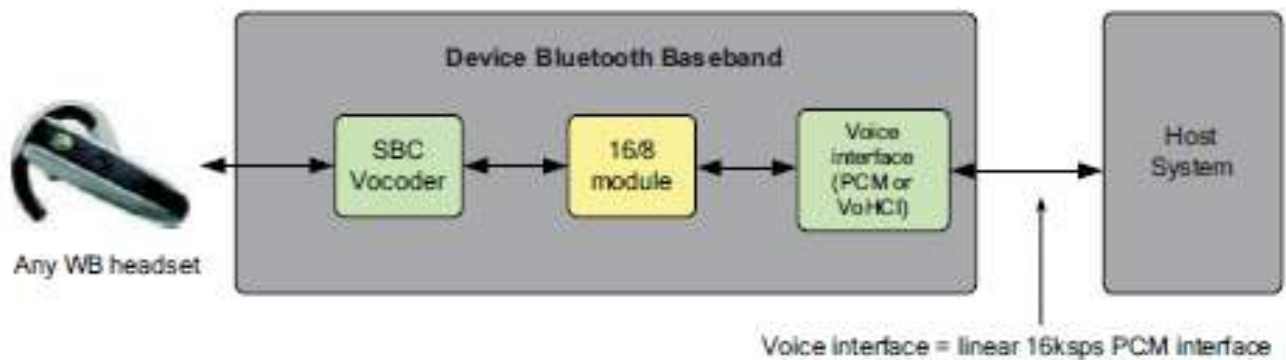 Device Bluetooth Baseband
SBC
Vocoder
16/8
module
Voice
interface
(PCM or
VoHCI)
Host
System
Any WB headset
Voice interface = linear 16ksps PCM interface